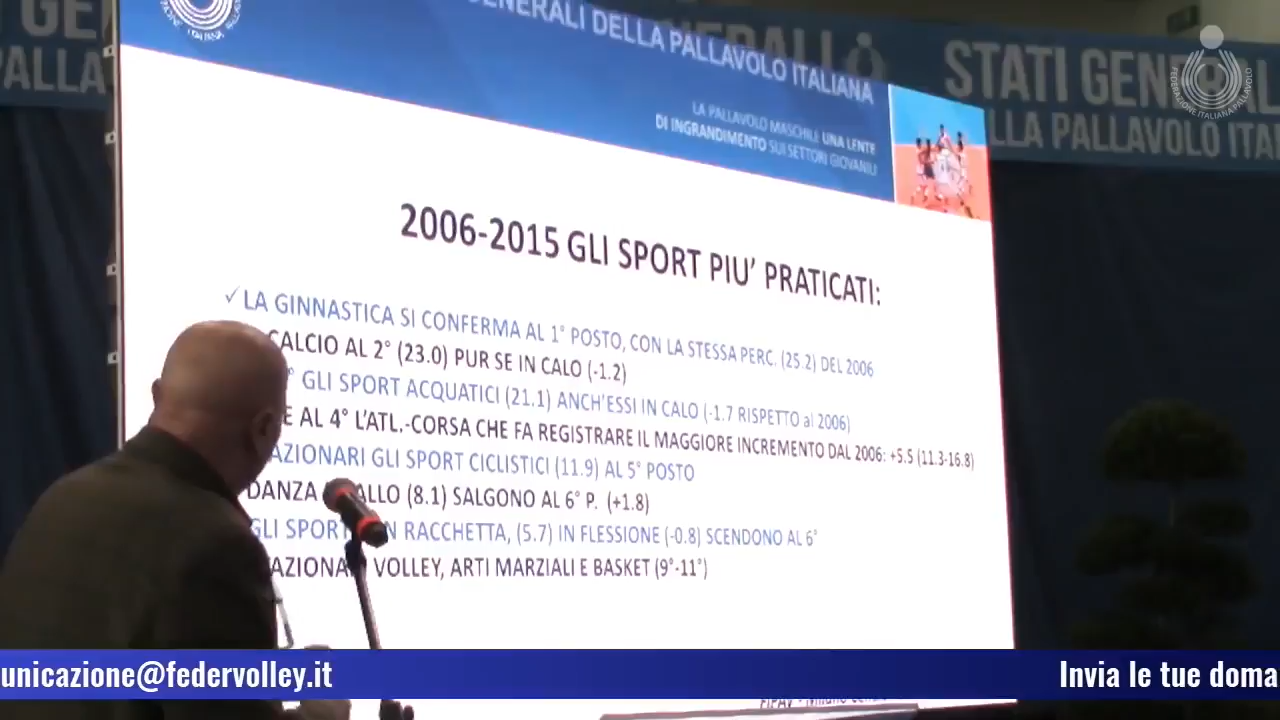 GENERALI DELLA PALLAVOLO ITALIANA
LA PALLAVOLO MASCHILE UNA LENTE
DI INGRANDIMENTO SUI SETTORI GIOVANILI
STATI GENERAL
LLA PALLAVOLO ITA
FEDERAZIONE ITALIANA PALLAVOLO
2006-2015 GLI SPORT PIU' PRATICATI:
✓ LA GINNASTICA SI CONFERMA AL 1° POSTO, CON LA STESSA PERC. (25.2) DEL 2006
CALCIO AL 2° (23.0) PUR SE IN CALO (-1.2)
° GLI SPORT ACQUATICI (21.1) ANCH'ESSI IN CALO (-1.7 RISPETTO al 2006)
E AL 4° L'ATL.-CORSA CHE FA REGISTRARE IL MAGGIORE INCREMENTO DAL 2006: +5.5 (11.3-16.8)
AZIONARI GLI SPORT CICLISTICI (11.9) AL 5° POSTO
DANZA ALLO (8.1) SALGONO AL 6° P. (+1.8)
GLI SPORT N RACCHETTA, (5.7) IN FLESSIONE (-0.8) SCENDONO AL 6°
AZIONA VOLLEY, ARTI MARZIALI E BASKET (9°-11°)
unicazione@federvolley.it
Invia le tue doma